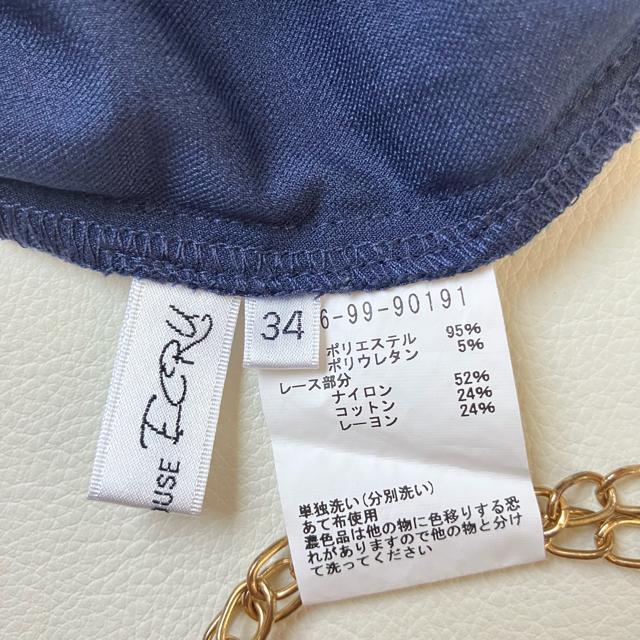 ECRU
34
6-99-90191
ポリエステル 95%
ポリウレタン 5%
レース部分
ナイロン 52%
コットン 24%
レーヨン 24%
単独洗い(分別洗い)
あて布使用
濃色品は他の物に色移りする恐
れがありますので他の物と分け
て洗ってください